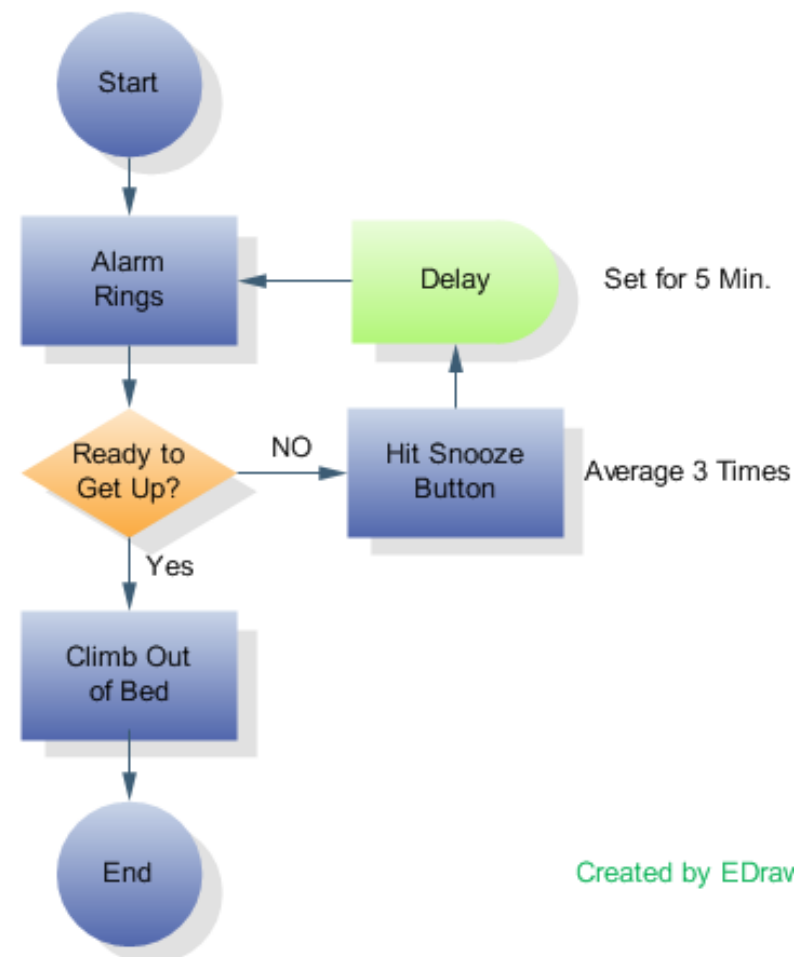 Start
Alarm
Rings
Delay
Set for 5 Min.
Ready to
Get Up?
NO
Hit Snooze
Button
Average 3 Times
Yes
Climb Out
of Bed
End
Created by EDraw